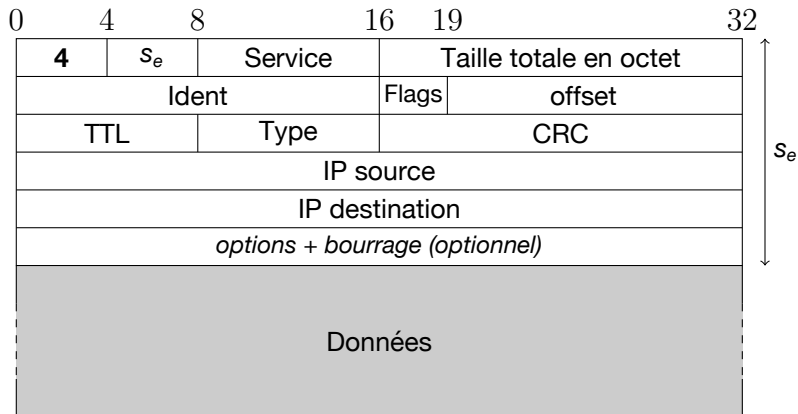 0 4 8 16 19 32
4 s_e Service Taille totale en octet
Ident Flags offset
TTL Type CRC
s_e
IP source
IP destination
options + bourrage (optionnel)
Données